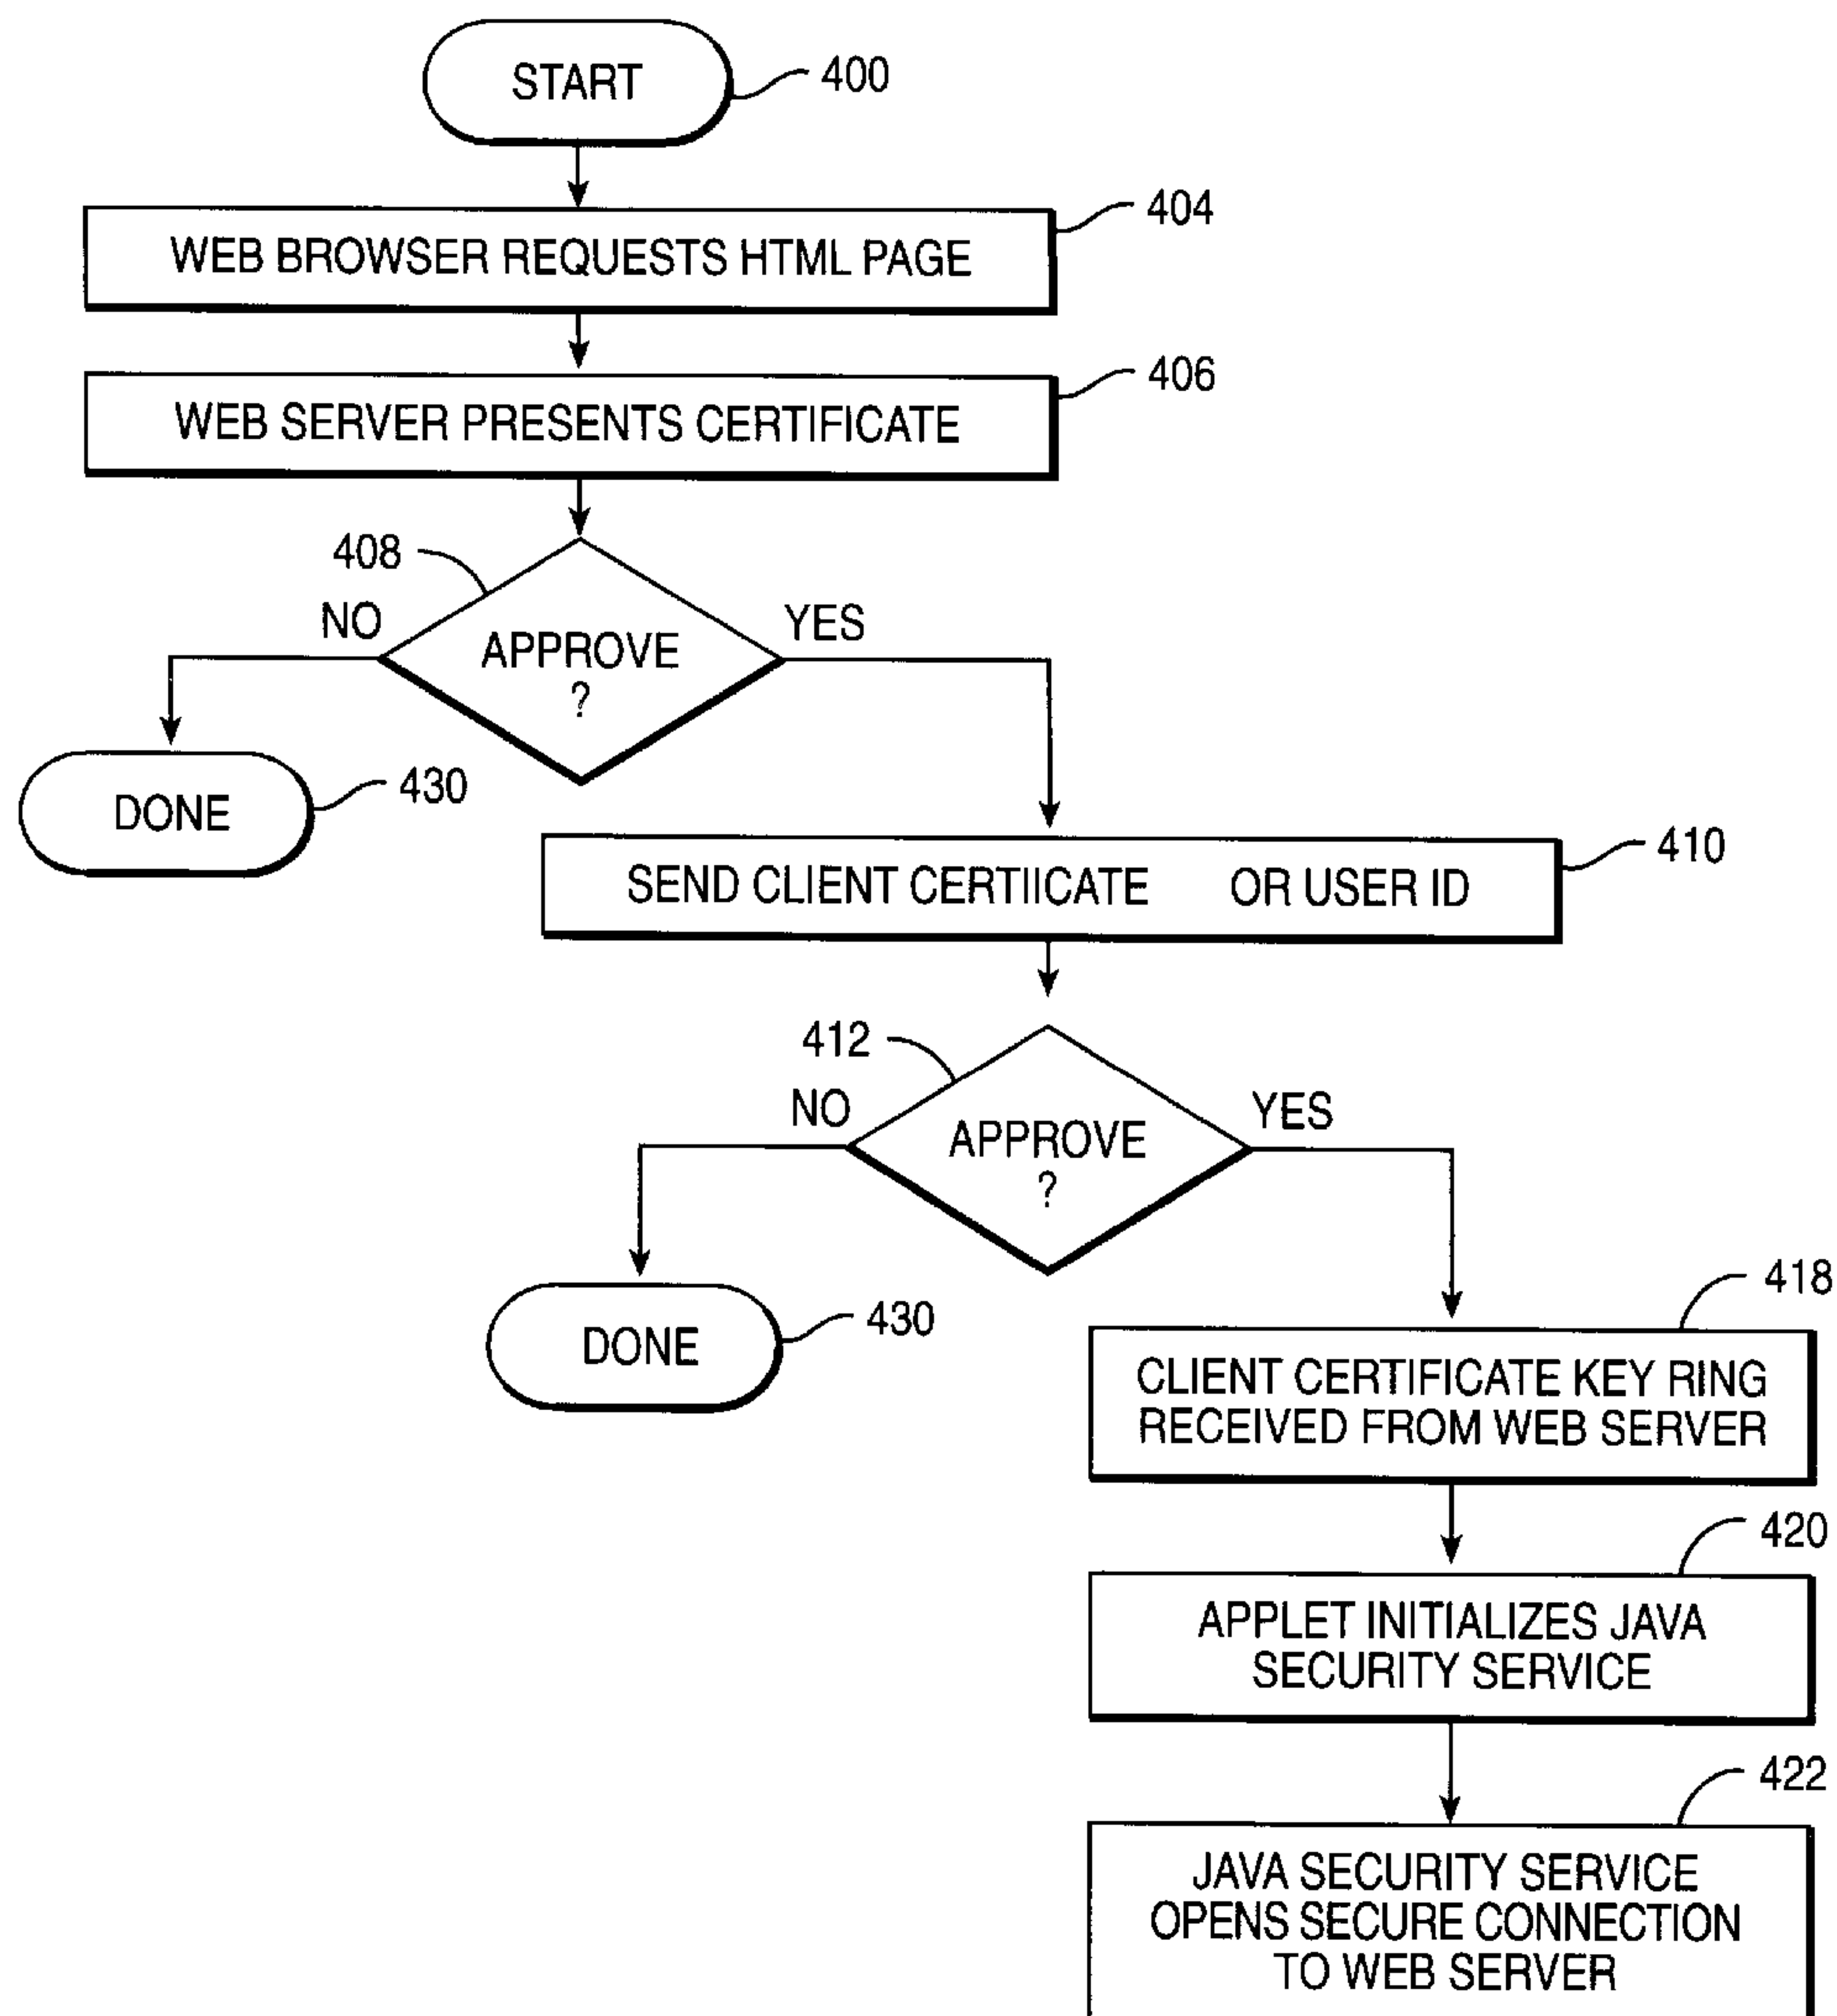 START
400
WEB BROWSER REQUESTS HTML PAGE
404
WEB SERVER PRESENTS CERTIFICATE
406
408
NO
YES
APPROVE
?
DONE
430
SEND CLIENT CERTIICATE OR USER ID
410
412
NO
YES
APPROVE
?
DONE
430
418
CLIENT CERTIFICATE KEY RING
RECEIVED FROM WEB SERVER
420
APPLET INITIALIZES JAVA
SECURITY SERVICE
422
JAVA SECURITY SERVICE
OPENS SECURE CONNECTION
TO WEB SERVER